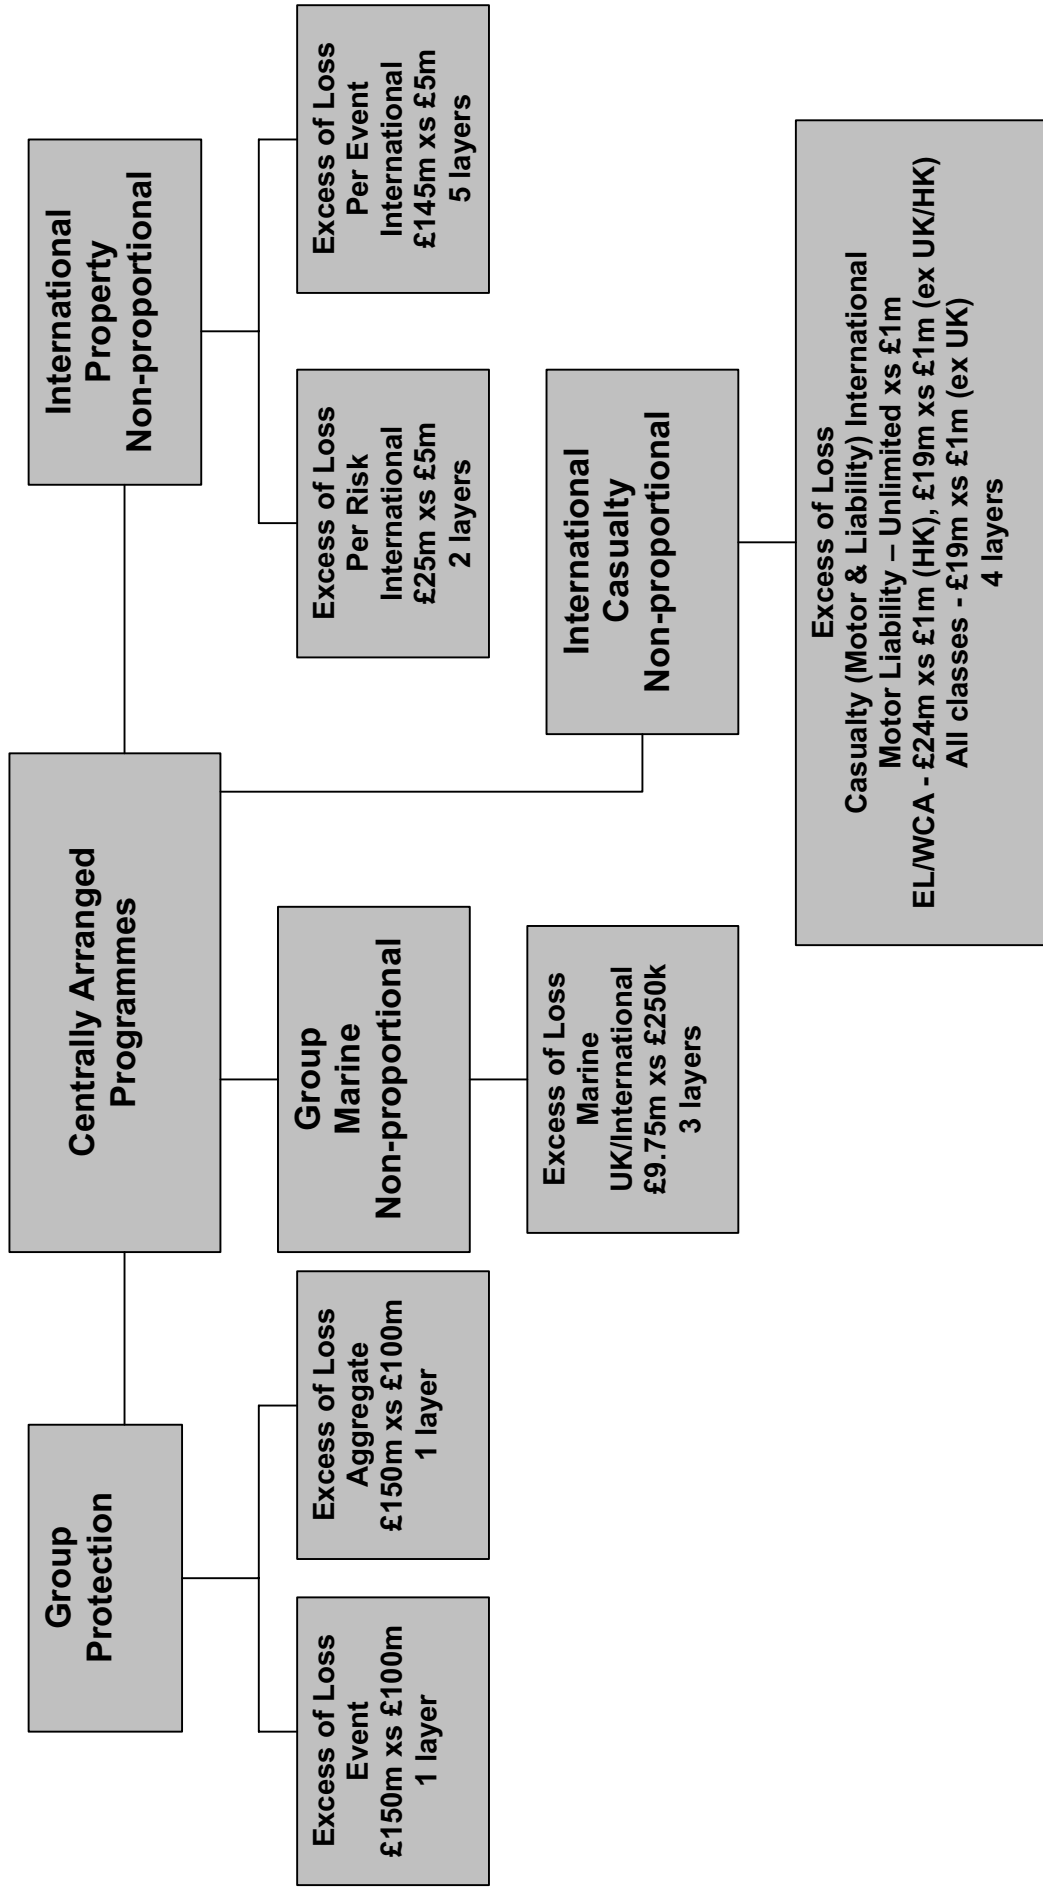 Centrally Arranged
Programmes
Group
Protection
Excess of Loss
Event
£150m xs £100m
1 layer
Excess of Loss
Aggregate
£150m xs £100m
1 layer
Group
Marine
Non-proportional
Excess of Loss
Marine
UK/International
£9.75m xs £250k
3 layers
International
Casualty
Non-proportional
Excess of Loss
Casualty (Motor & Liability) International
Motor Liability – Unlimited xs £1m
EL/WCA - £24m xs £1m (HK), £19m xs £1m (ex UK/HK)
All classes - £19m xs £1m (ex UK)
4 layers
International
Property
Non-proportional
Excess of Loss
Per Risk
International
£25m xs £5m
2 layers
Excess of Loss
Per Event
International
£145m xs £5m
5 layers